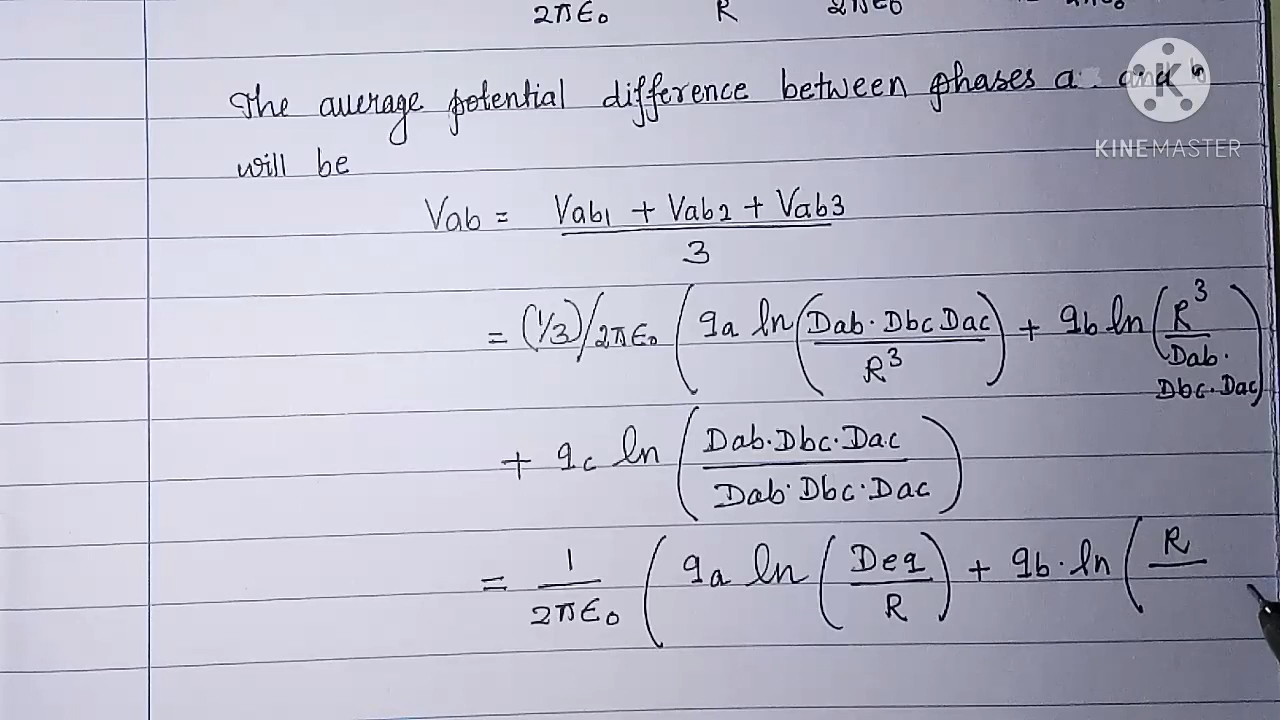 2πε₀ R 2πε₀
The average potential difference between phases a and b
KINEMASTER
will be
Vab = Vab1 + Vab2 + Vab3 / 3
= (1/3)/2πε₀ (qa ln (Dab·Dbc Dac / R³) + qb ln (R³ / Dab· Dbc·Dac)
+ qc ln (Dab·Dbc·Dac / Dab·Dbc·Dac)
= 1 / 2πε₀ (qa ln (Deq / R) + qb·ln (R /